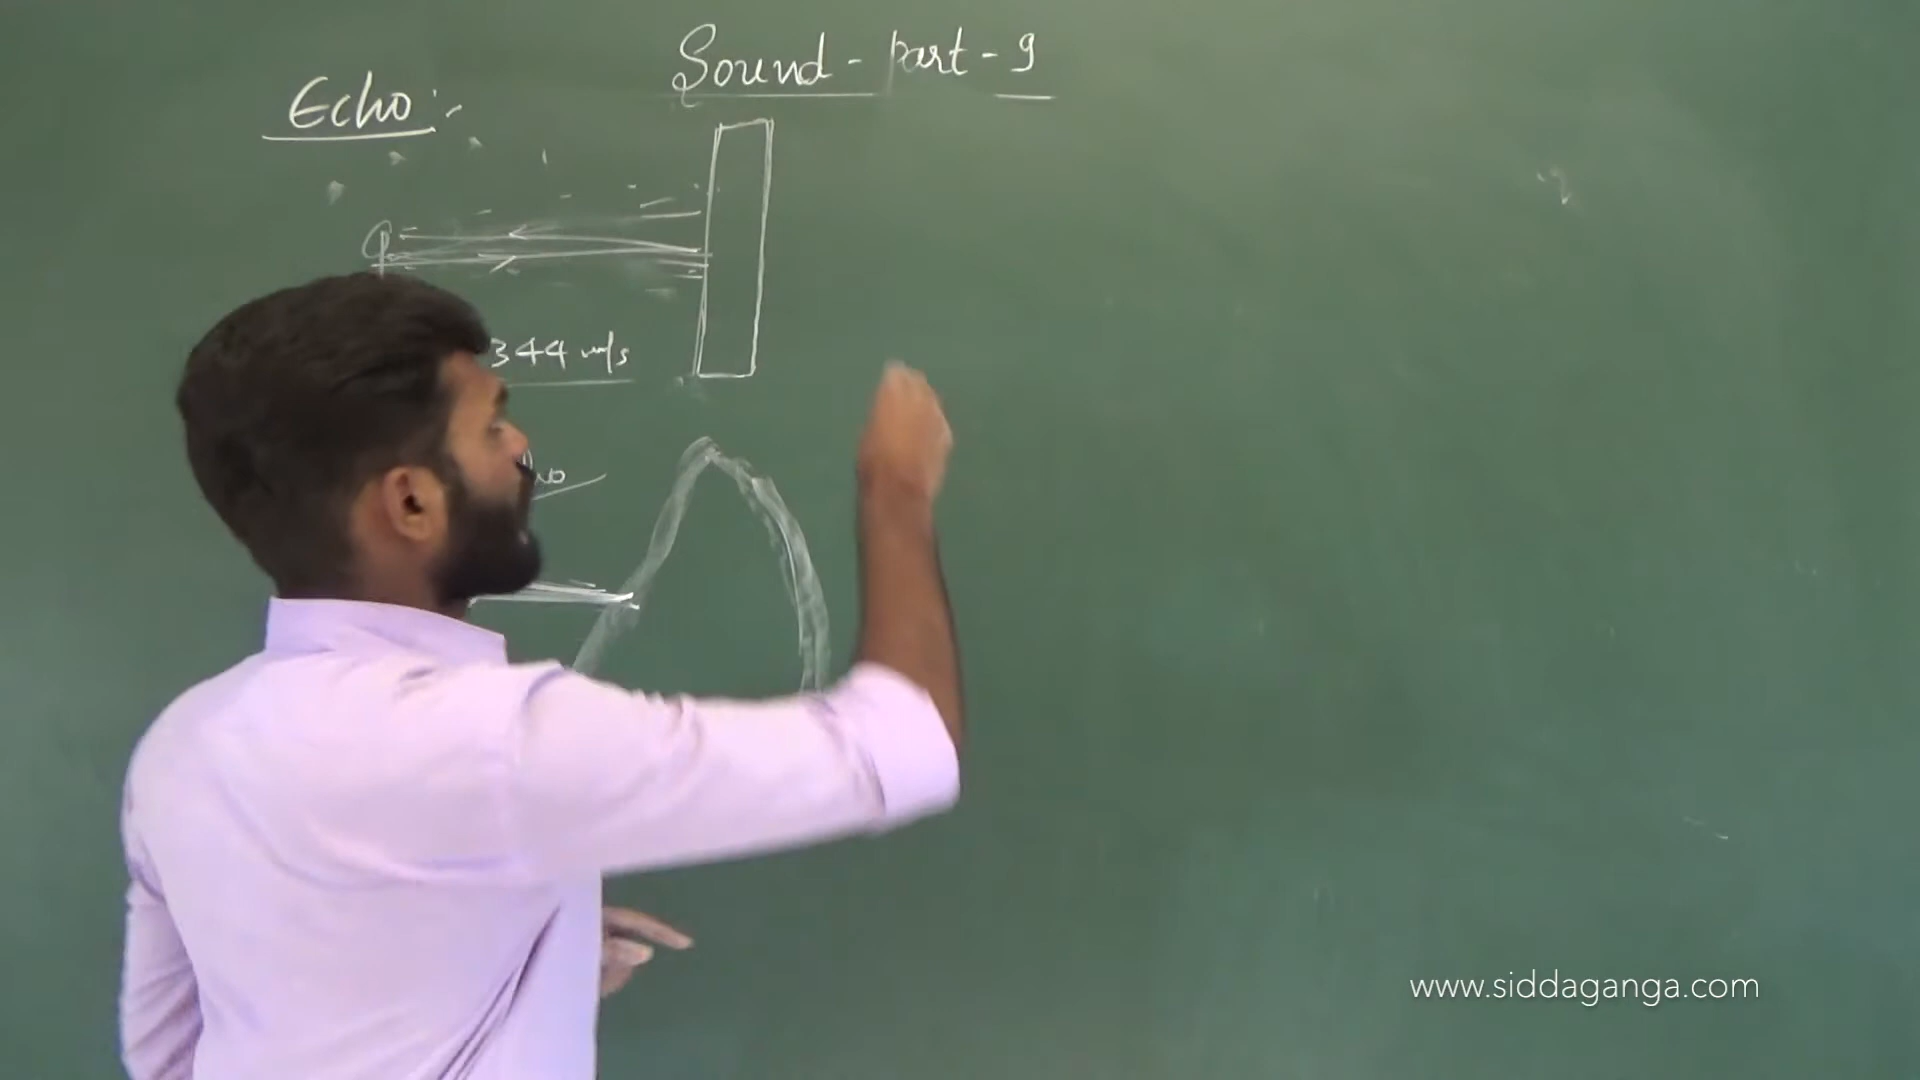 Sound - part - 9
Echo :-
344 m/s
www.siddaganga.com